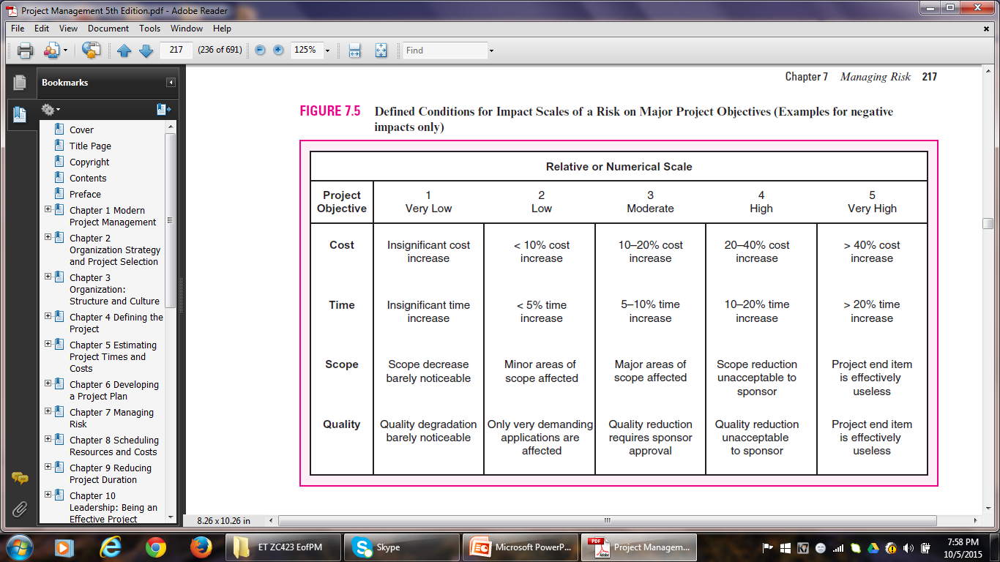 Project Management 5th Edition.pdf - Adobe Reader
File Edit View Document Tools Window Help
217 (236 of 691) 125% Find
Bookmarks
Cover
Title Page
Copyright
Contents
Preface
Chapter 1 Modern
Project Management
Chapter 2
Organization Strategy
and Project Selection
Chapter 3
Organization:
Structure and Culture
Chapter 4 Defining the
Project
Chapter 5 Estimating
Project Times and
Costs
Chapter 6 Developing
a Project Plan
Chapter 7 Managing
Risk
Chapter 8 Scheduling
Resources and Costs
Chapter 9 Reducing
Project Duration
Chapter 10
Leadership: Being an
Effective Project
Chapter 7 Managing Risk 217
FIGURE 7.5 Defined Conditions for Impact Scales of a Risk on Major Project Objectives (Examples for negative
impacts only)
Relative or Numerical Scale
Project 1 2 3 4 5
Objective Very Low Low Moderate High Very High
Cost Insignificant cost < 10% cost 10–20% cost 20–40% cost > 40% cost
increase increase increase increase increase
Time Insignificant time < 5% time 5–10% time 10–20% time > 20% time
increase increase increase increase increase
Scope Scope decrease Minor areas of Major areas of Scope reduction Project end item
barely noticeable scope affected scope affected unacceptable to is effectively
sponsor useless
Quality Quality degradation Only very demanding Quality reduction Quality reduction Project end item
barely noticeable applications are requires sponsor unacceptable is effectively
affected approval to sponsor useless
8.26 x 10.26 in
ET ZC423 EofPM Skype Microsoft PowerP... Project Managem... 7:58 PM
10/5/2015